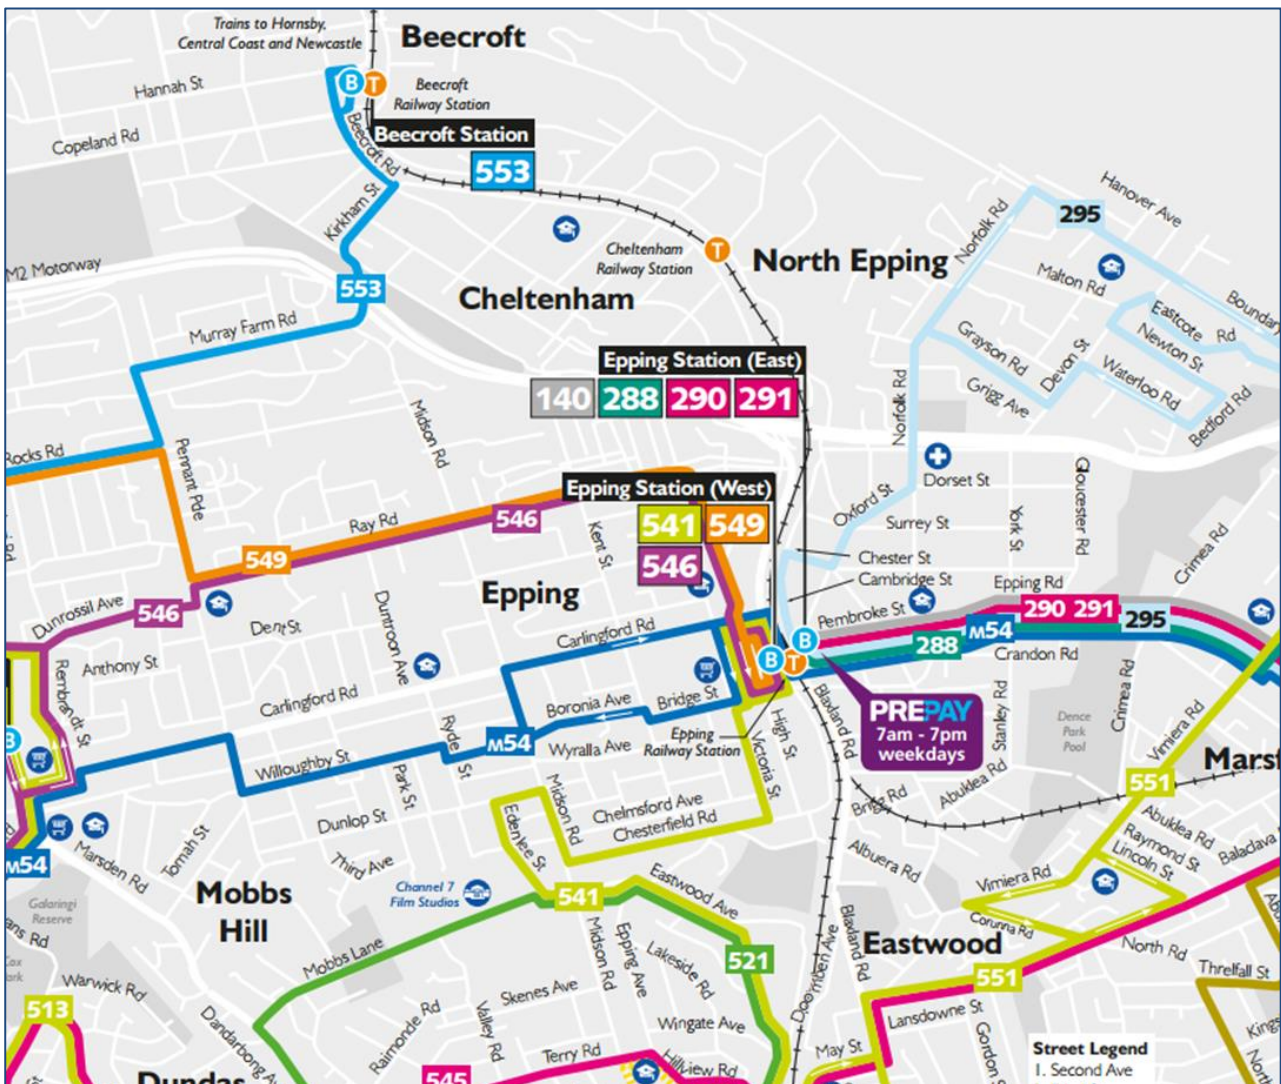 Trains to Hornsby,
Central Coast and Newcastle
Beecroft
B
T
Hannah St
Beecroft
Railway Station
Copeland Rd
Beecroft Rd
Beecroft Station
553
Kirkham St
Hanover Ave
Norfolk Rd
295
Cheltenham
Railway Station
T
North Epping
M2 Motorway
553
Cheltenham
Malton Rd
Boundary
Eastcote Rd
Newton St
Murray Farm Rd
Grayson Rd
Devon St
Waterloo Rd
Grigg Ave
Bedford Rd
Epping Station (East)
140 288 290 291
Norfolk Rd
Midson Rd
Rocks Rd
Pennant Pde
Dorset St
Gloucester Rd
Epping Station (West)
541 549
546
Oxford St
Surrey St
York St
Crimea Rd
Ray Rd
546
Kent St
549
Chester St
Cambridge St
Epping Rd
Epping
Dunrossil Ave
546
Dent St
Duntroon Ave
Pembroke St
290 291
295
M54
288
Carlingford Rd
Crandon Rd
B
B
T
Anthony St
Rembrandt St
Carlingford Rd
Boronia Ave
Bridge St
Epping
Railway Station
High St
Blaxland Rd
PREPAY
7am - 7pm
weekdays
Stanley Rd
Dence
Park
Pool
Crimea Rd
Vimiera Rd
B
M54
Wyralla Ave
Ryde St
Willoughby St
Park St
Victoria St
Marst
551
Abuklea Rd
Brigg Rd
Midson Rd
Chelmsford Ave
Chesterfield Rd
Edenlee St
Dunlop St
Tomah St
Third Ave
Marsden Rd
M54
Abuklea Rd
Raymond St
Lincoln St
Balaclava
Albuera Rd
Vimiera Rd
Eastwood Ave
Mobbs
Hill
Channel 7
Film Studios
541
Galaringi
Reserve
Corunna Rd
Blaxland Rd
Eastwood
North Rd
Mobbs Lane
Midson Rd
Epping Ave
Lakeside Rd
521
Doomben Ave
551
Threlfall St
Warwick Rd
513
Skenes Ave
Raimonde Rd
Valley Rd
Wingate Ave
Lansdowne St
Gordon S
Kings
Dandarbong Av
Terry Rd
Hillview Rd
May St
Street Legend
1. Second Ave
Dundas
545